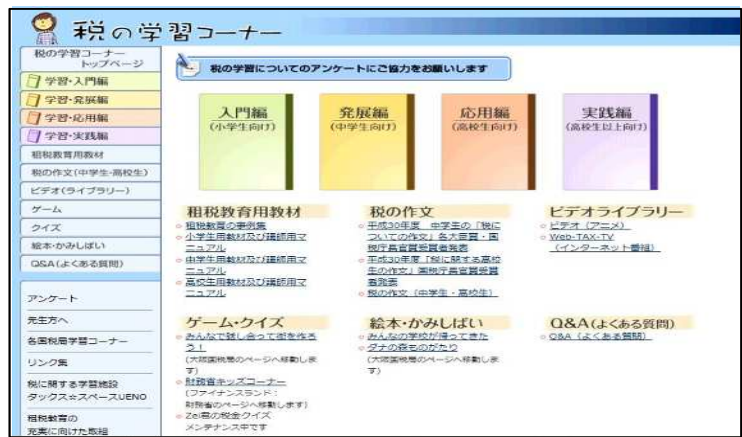 税の学習コーナー
税の学習コーナー
トップページ
学習・入門編
学習・発展編
学習・応用編
学習・実践編
租税教育用教材
税の作文(中学生・高校生)
ビデオ(ライブラリー)
ゲーム
クイズ
絵本・かみしばい
Q&A(よくある質問)
アンケート
先生方へ
各国税局学習コーナー
リンク集
税に関する学習施設
タックス☆スペースUENO
租税教育の
充実に向けた取組
税の学習についてのアンケートにご協力をお願いします
入門編
(小学生向け)
発展編
(中学生向け)
応用編
(高校生向け)
実践編
(高校生以上向け)
租税教育用教材
租税教育の事例集
小学生用教材及び講師用マ
ニュアル
中学生用教材及び講師用マ
ニュアル
高校生用教材及び講師用マ
ニュアル
税の作文
平成30年度 中学生の「税に
ついての作文」各大臣賞・国
税庁長官賞受賞者発表
平成30年度「税に関する高校
生の作文」国税庁長官賞受賞
者発表
税の作文(中学生・高校生)
ビデオライブラリー
ビデオ(アニメ)
Web-TAX-TV
(インターネット番組)
ゲーム・クイズ
みんなで話し合って街を作ろ
う!
(大阪国税局のページへ移動しま
す)
財務省キッズコーナー
(ファイナンスランド:
財務省のページへ移動します)
Zei君の税金クイズ
メンテナンス中です
絵本・かみしばい
みんなの学校が帰ってきた
ダナの森ものがたり
(大阪国税局のページへ移動しま
す)
Q&A(よくある質問)
Q&A(よくある質問)